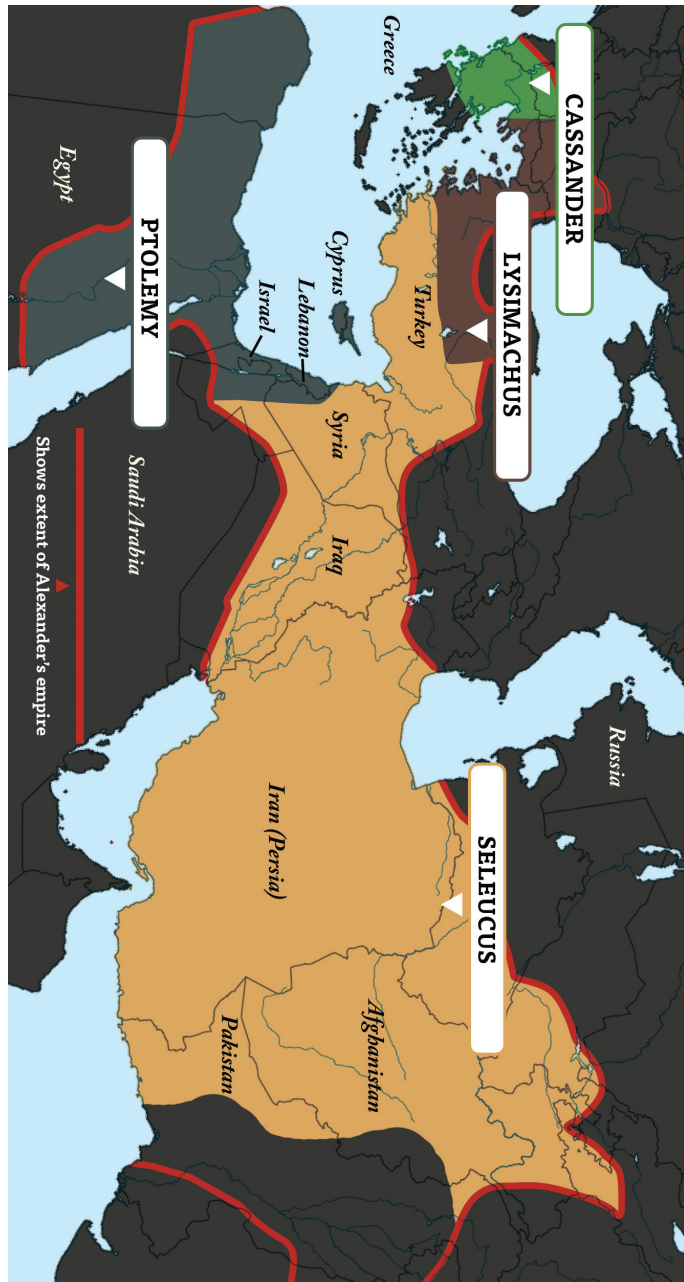 CASSANDER
LYSIMACHUS
SELEUCUS
PTOLEMY
Greece
Turkey
Cyprus
Lebanon
Israel
Egypt
Syria
Iraq
Saudi Arabia
Russia
Iran (Persia)
Afghanistan
Pakistan
Shows extent of Alexander's empire